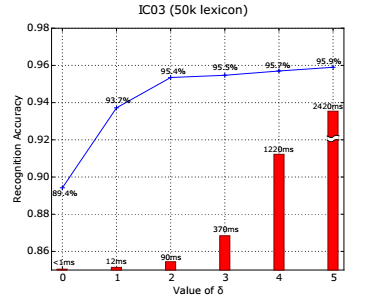 IC03 (50k lexicon)
0.98
0.96
0.94
0.92
0.90
0.88
0.86
Recognition Accuracy
89.4%
93.7%
95.4%
95.5%
95.7%
95.9%
<1ms
12ms
90ms
370ms
1220ms
2420ms
0 1 2 3 4 5
Value of δ